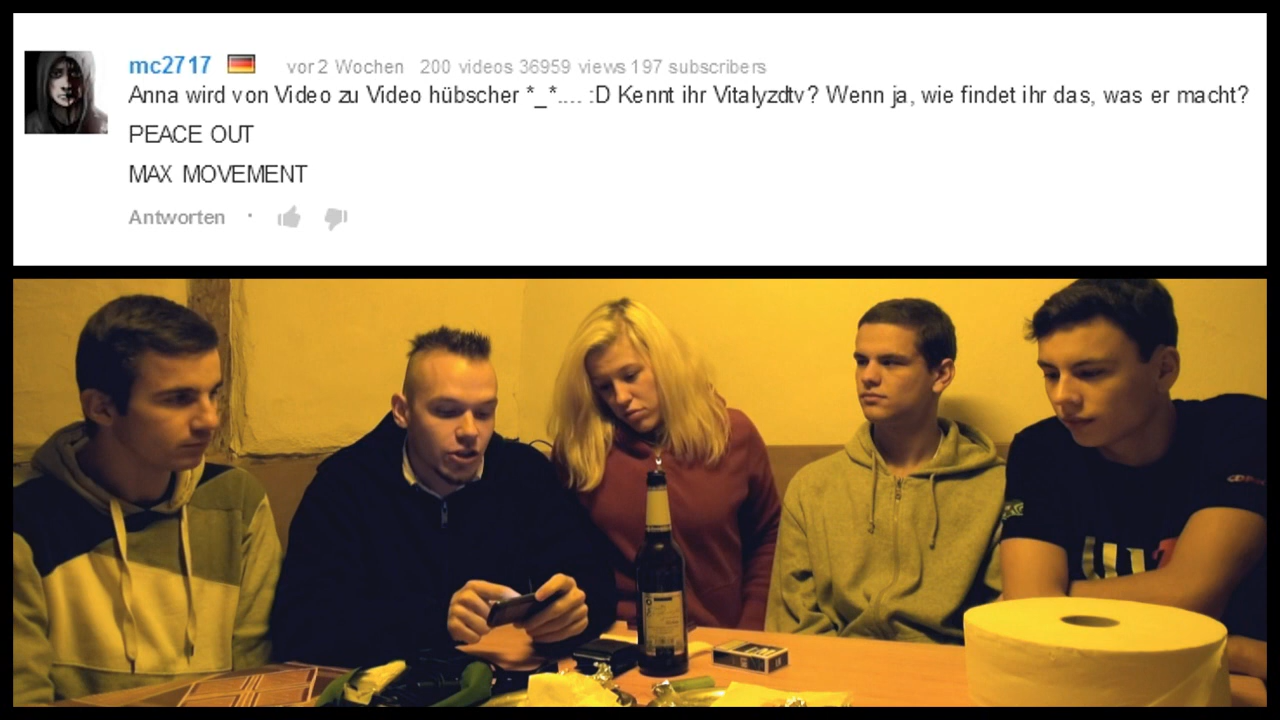 mc2717 vor 2 Wochen 200 videos 36959 views 197 subscribers
Anna wird von Video zu Video hübscher *_*.... :D Kennt ihr Vitalyzdtv? Wenn ja, wie findet ihr das, was er macht?
PEACE OUT
MAX MOVEMENT
Antworten ·